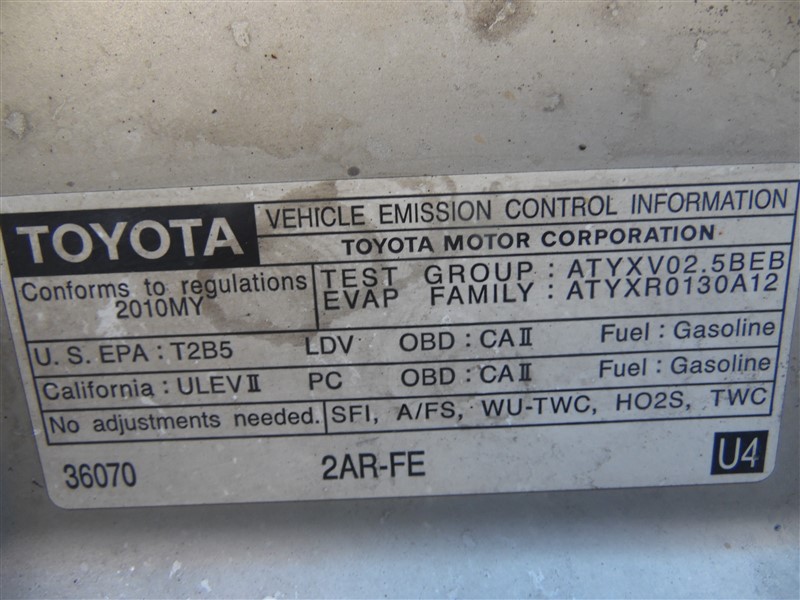 TOYOTA
VEHICLE EMISSION CONTROL INFORMATION
TOYOTA MOTOR CORPORATION
Conforms to regulations
2010MY
TEST GROUP : ATYXV02.5BEB
EVAP FAMILY : ATYXR0130A12
U.S. EPA : T2B5 LDV OBD : CAⅡ Fuel : Gasoline
California : ULEVⅡ PC OBD : CAⅡ Fuel : Gasoline
No adjustments needed. SFI, A/FS, WU-TWC, HO2S, TWC
36070 2AR-FE U4